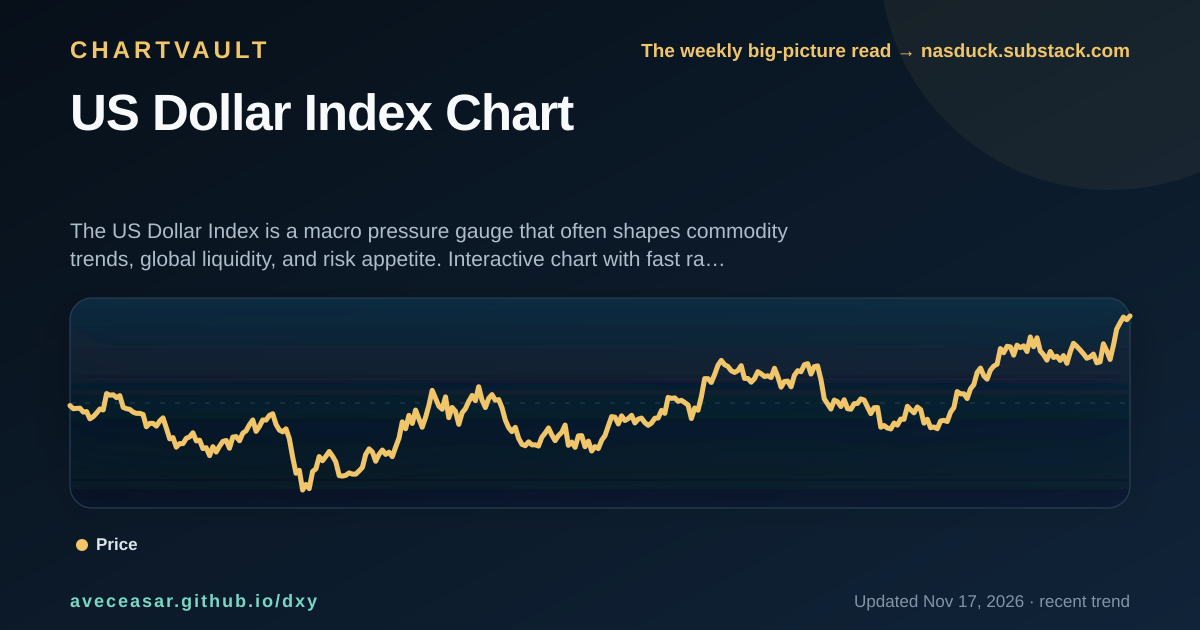 CHARTVAULT
The weekly big-picture read → nasduck.substack.com
US Dollar Index Chart
The US Dollar Index is a macro pressure gauge that often shapes commodity
trends, global liquidity, and risk appetite. Interactive chart with fast ra…
Price
aveceasar.github.io/dxy
Updated Nov 17, 2026 · recent trend